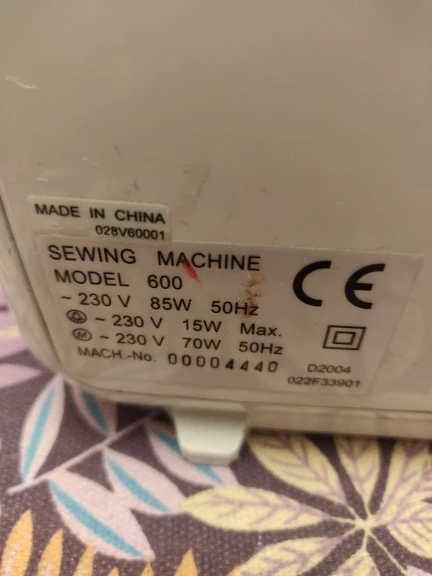 MADE IN CHINA
028V60001
SEWING MACHINE
MODEL 600
~ 230 V 85W 50Hz
~ 230 V 15W Max.
~ 230 V 70W 50Hz
MACH.-No. 00004440
CE
D2004
022F33901